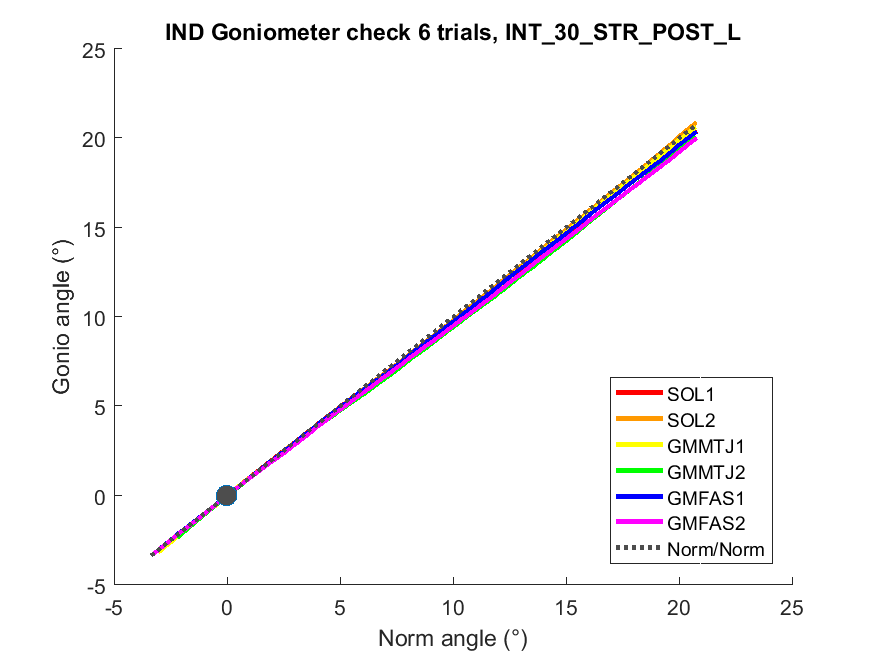 IND Goniometer check 6 trials, INT_30_STR_POST_L
25
20
15
10
5
0
-5
Gonio angle (°)
-5 0 5 10 15 20 25
Norm angle (°)
SOL1
SOL2
GMMTJ1
GMMTJ2
GMFAS1
GMFAS2
Norm/Norm